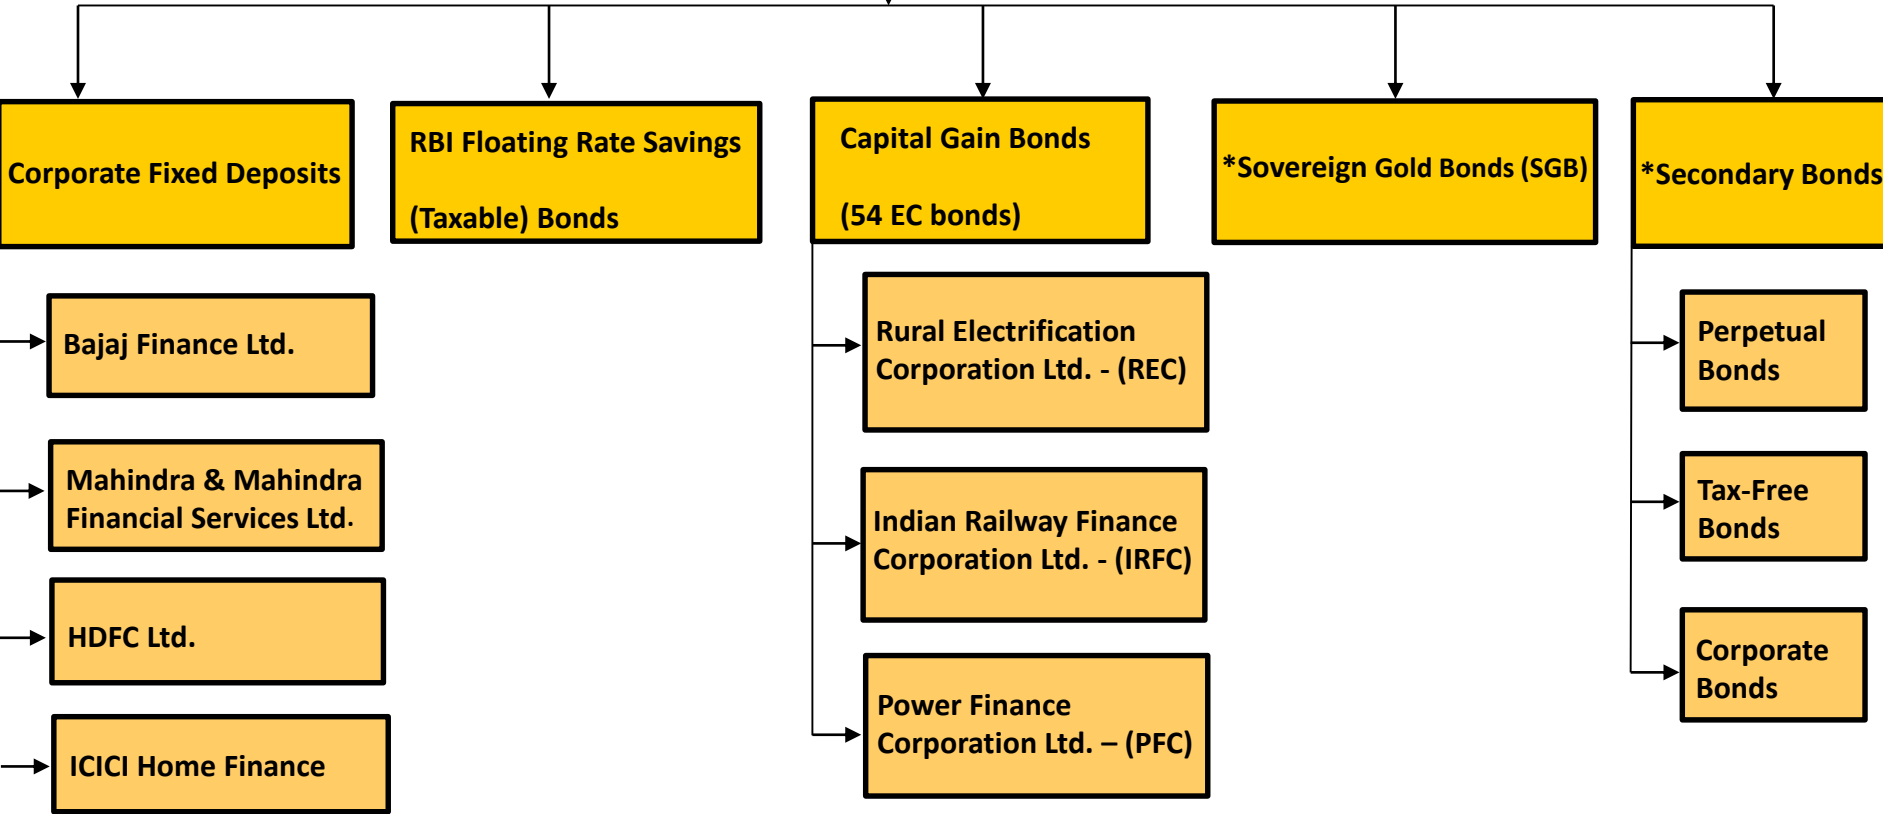 Corporate Fixed Deposits
RBI Floating Rate Savings
(Taxable) Bonds
Capital Gain Bonds
(54 EC bonds)
*Sovereign Gold Bonds (SGB)
*Secondary Bonds
Bajaj Finance Ltd.
Mahindra & Mahindra
Financial Services Ltd.
HDFC Ltd.
ICICI Home Finance
Rural Electrification
Corporation Ltd. - (REC)
Indian Railway Finance
Corporation Ltd. - (IRFC)
Power Finance
Corporation Ltd. – (PFC)
Perpetual
Bonds
Tax-Free
Bonds
Corporate
Bonds